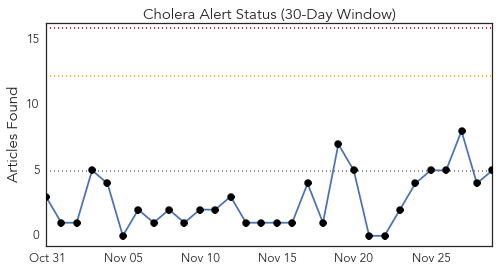 Cholera Alert Status (30-Day Window)
Articles Found
15
10
5
0
Oct 31 Nov 05 Nov 10 Nov 15 Nov 20 Nov 25